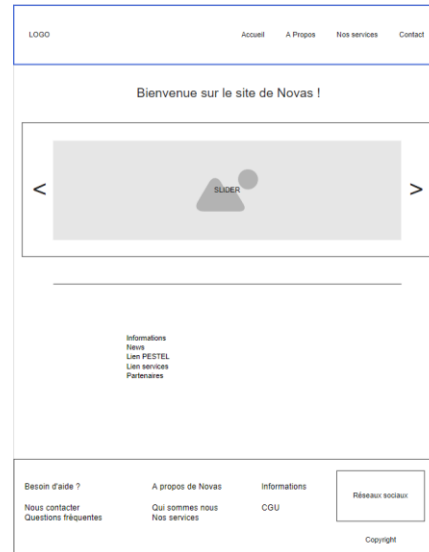 LOGO
Accueil
A Propos
Nos services
Contact
Bienvenue sur le site de Novas !
<
SLIDER
>
Informations
News
Lien PESTEL
Lien services
Partenaires
Besoin d'aide ?
Nous contacter
Questions fréquentes
A propos de Novas
Qui sommes nous
Nos services
Informations
CGU
Réseaux sociaux
Copyright